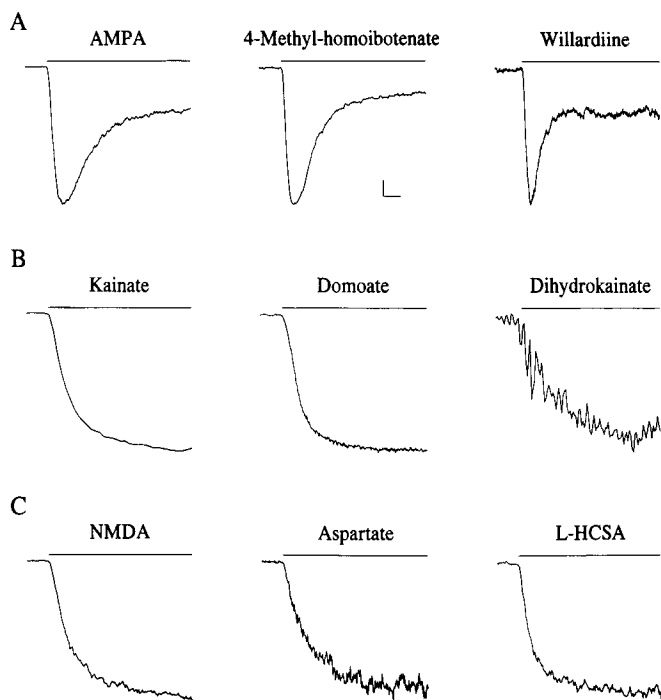 A
AMPA
4-Methyl-homoibotenate
Willardiine
B
Kainate
Domoate
Dihydrokainate
C
NMDA
Aspartate
L-HCSA